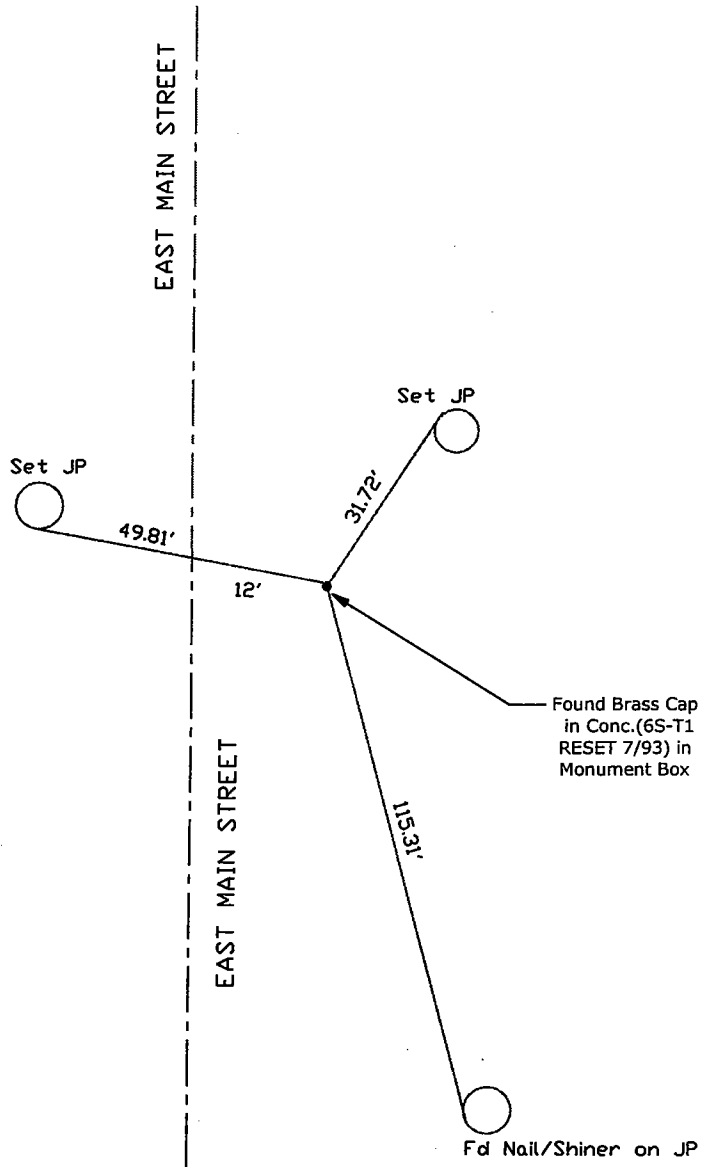 EAST MAIN STREET
Set JP
Set JP
31.72'
49.81'
12'
Found Brass Cap
in Conc.(6S-T1
RESET 7/93) in
Monument Box
EAST MAIN STREET
115.31'
Fd Nail/Shiner on JP